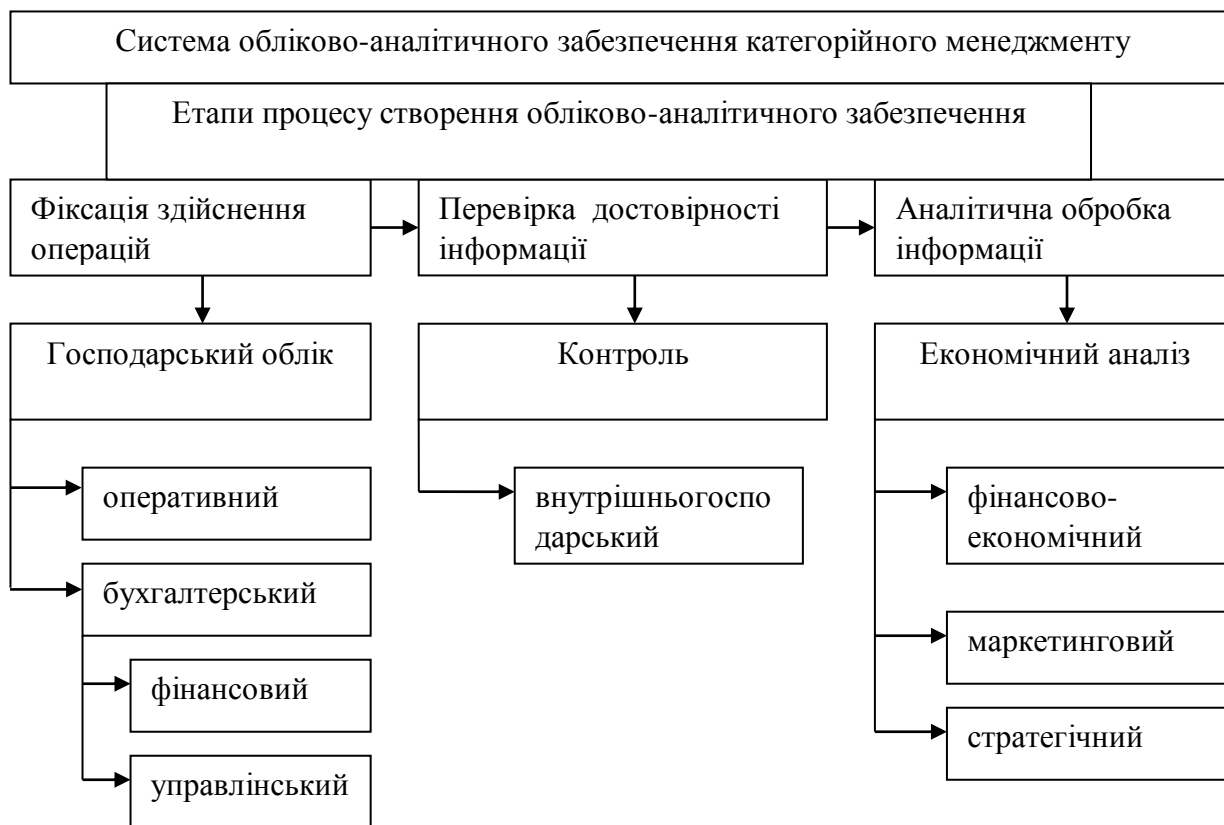 Система обліково-аналітичного забезпечення категорійного менеджменту
Етапи процесу створення обліково-аналітичного забезпечення
Фіксація здійснення
операцій
Перевірка достовірності
інформації
Аналітична обробка
інформації
Господарський облік
Контроль
Економічний аналіз
оперативний
внутрішньогоспо
дарський
фінансово-
економічний
бухгалтерський
маркетинговий
фінансовий
стратегічний
управлінський